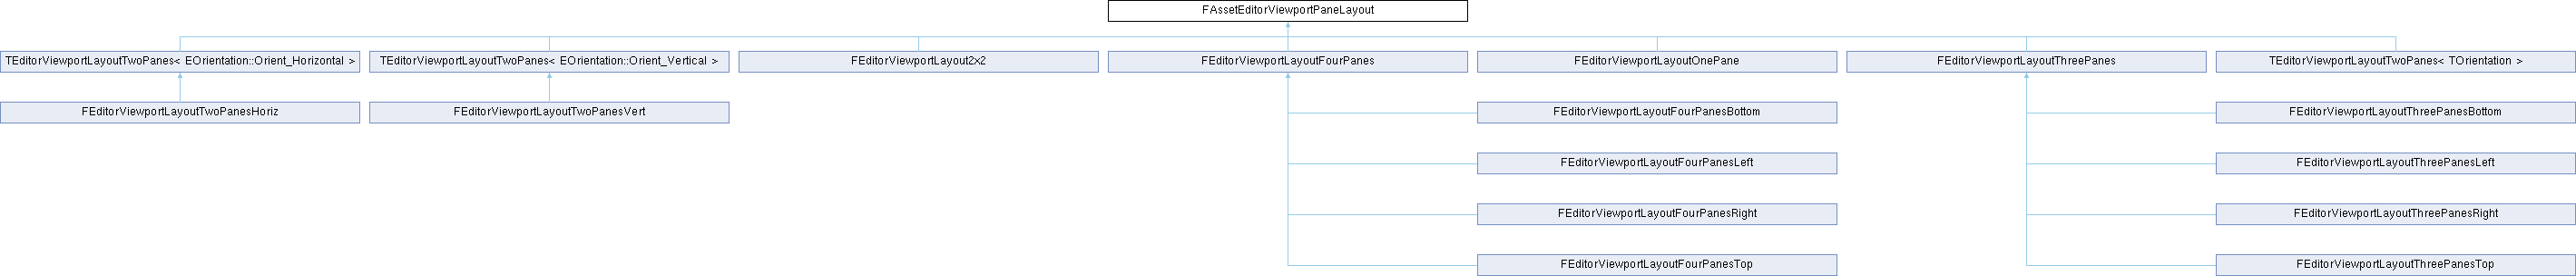 FAssetEditorViewportPaneLayout
TEditorViewportLayoutTwoPanes< EOrientation::Orient_Horizontal >
TEditorViewportLayoutTwoPanes< EOrientation::Orient_Vertical >
FEditorViewportLayout2x2
FEditorViewportLayoutFourPanes
FEditorViewportLayoutOnePane
FEditorViewportLayoutThreePanes
TEditorViewportLayoutTwoPanes< TOrientation >
FEditorViewportLayoutTwoPanesHoriz
FEditorViewportLayoutTwoPanesVert
FEditorViewportLayoutFourPanesBottom
FEditorViewportLayoutThreePanesBottom
FEditorViewportLayoutFourPanesLeft
FEditorViewportLayoutThreePanesLeft
FEditorViewportLayoutFourPanesRight
FEditorViewportLayoutThreePanesRight
FEditorViewportLayoutFourPanesTop
FEditorViewportLayoutThreePanesTop